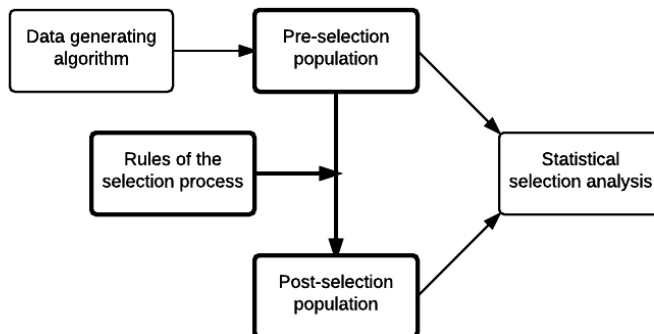 Data generating
algorithm
Pre-selection
population
Rules of the
selection process
Statistical
selection analysis
Post-selection
population